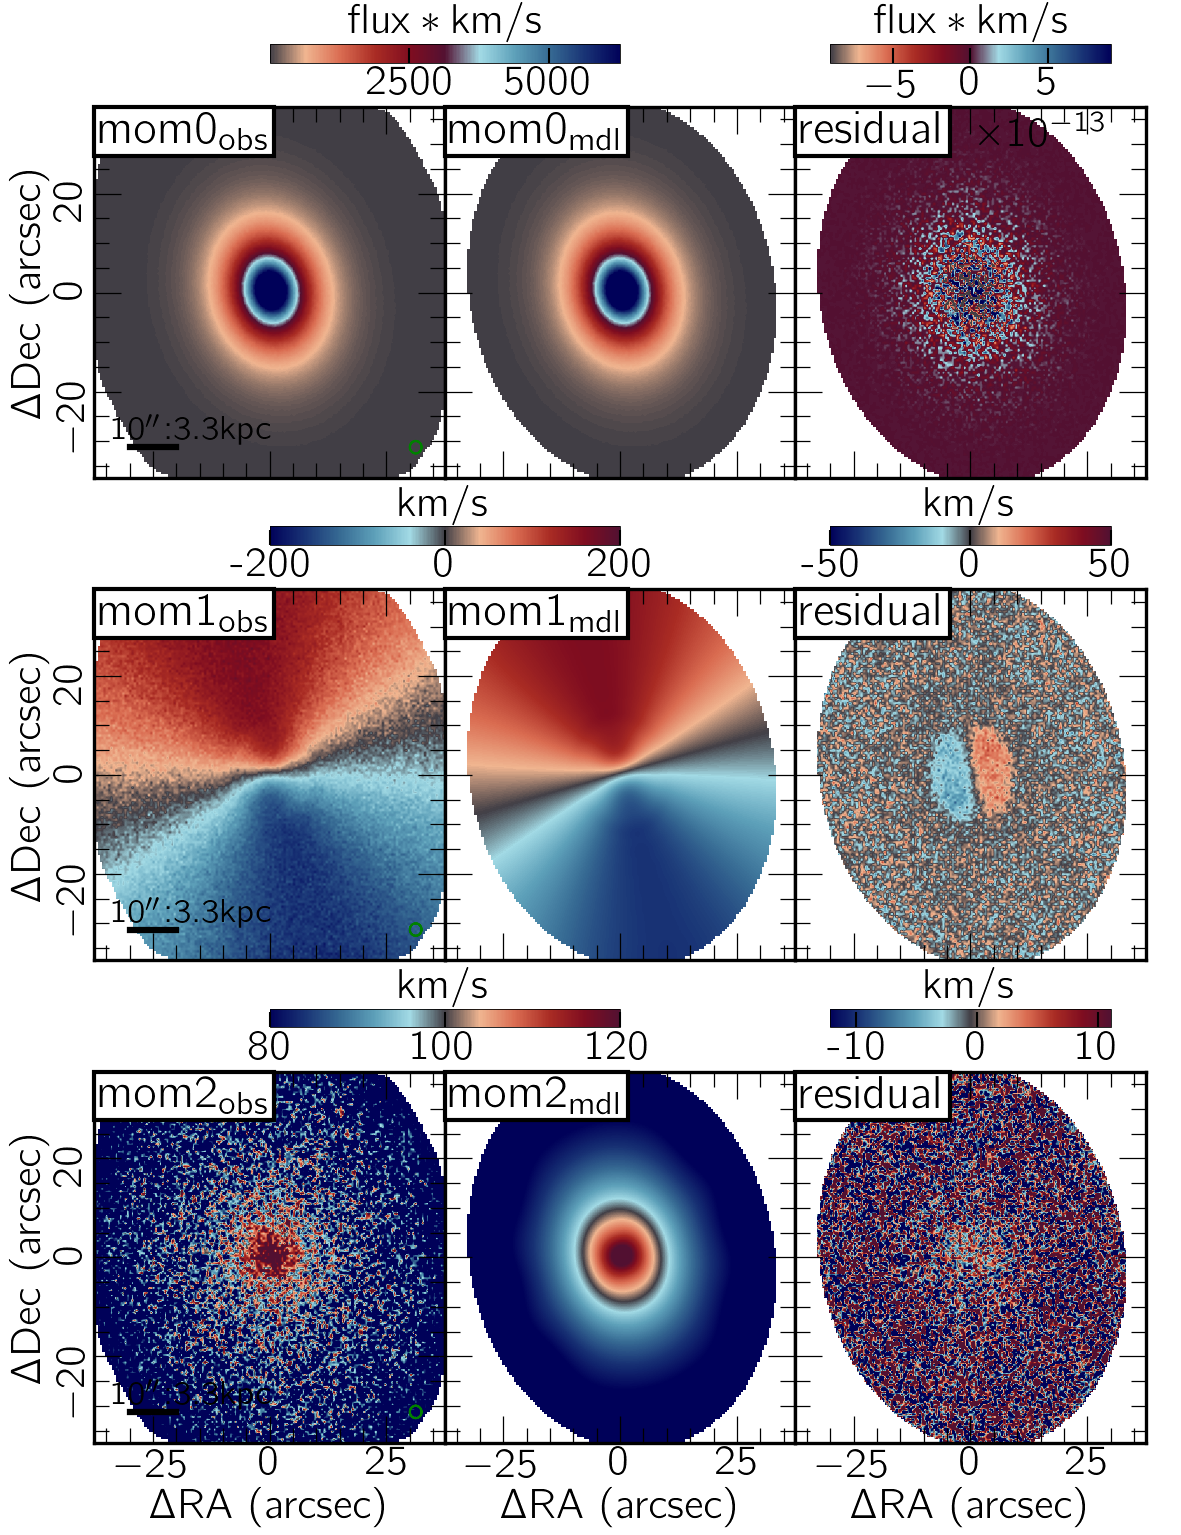 flux * km/s flux * km/s
2500 5000 −5 0 5
mom0obs mom0mdl residual ×10−13
ΔDec (arcsec)
20
0
−20
10″:3.3kpc
km/s km/s
-200 0 200 -50 0 50
mom1obs mom1mdl residual
ΔDec (arcsec)
20
0
−20
10″:3.3kpc
km/s km/s
80 100 120 -10 0 10
mom2obs mom2mdl residual
ΔDec (arcsec)
20
0
−20
10″:3.3kpc
−25 0 25 −25 0 25 −25 0 25
ΔRA (arcsec) ΔRA (arcsec) ΔRA (arcsec)